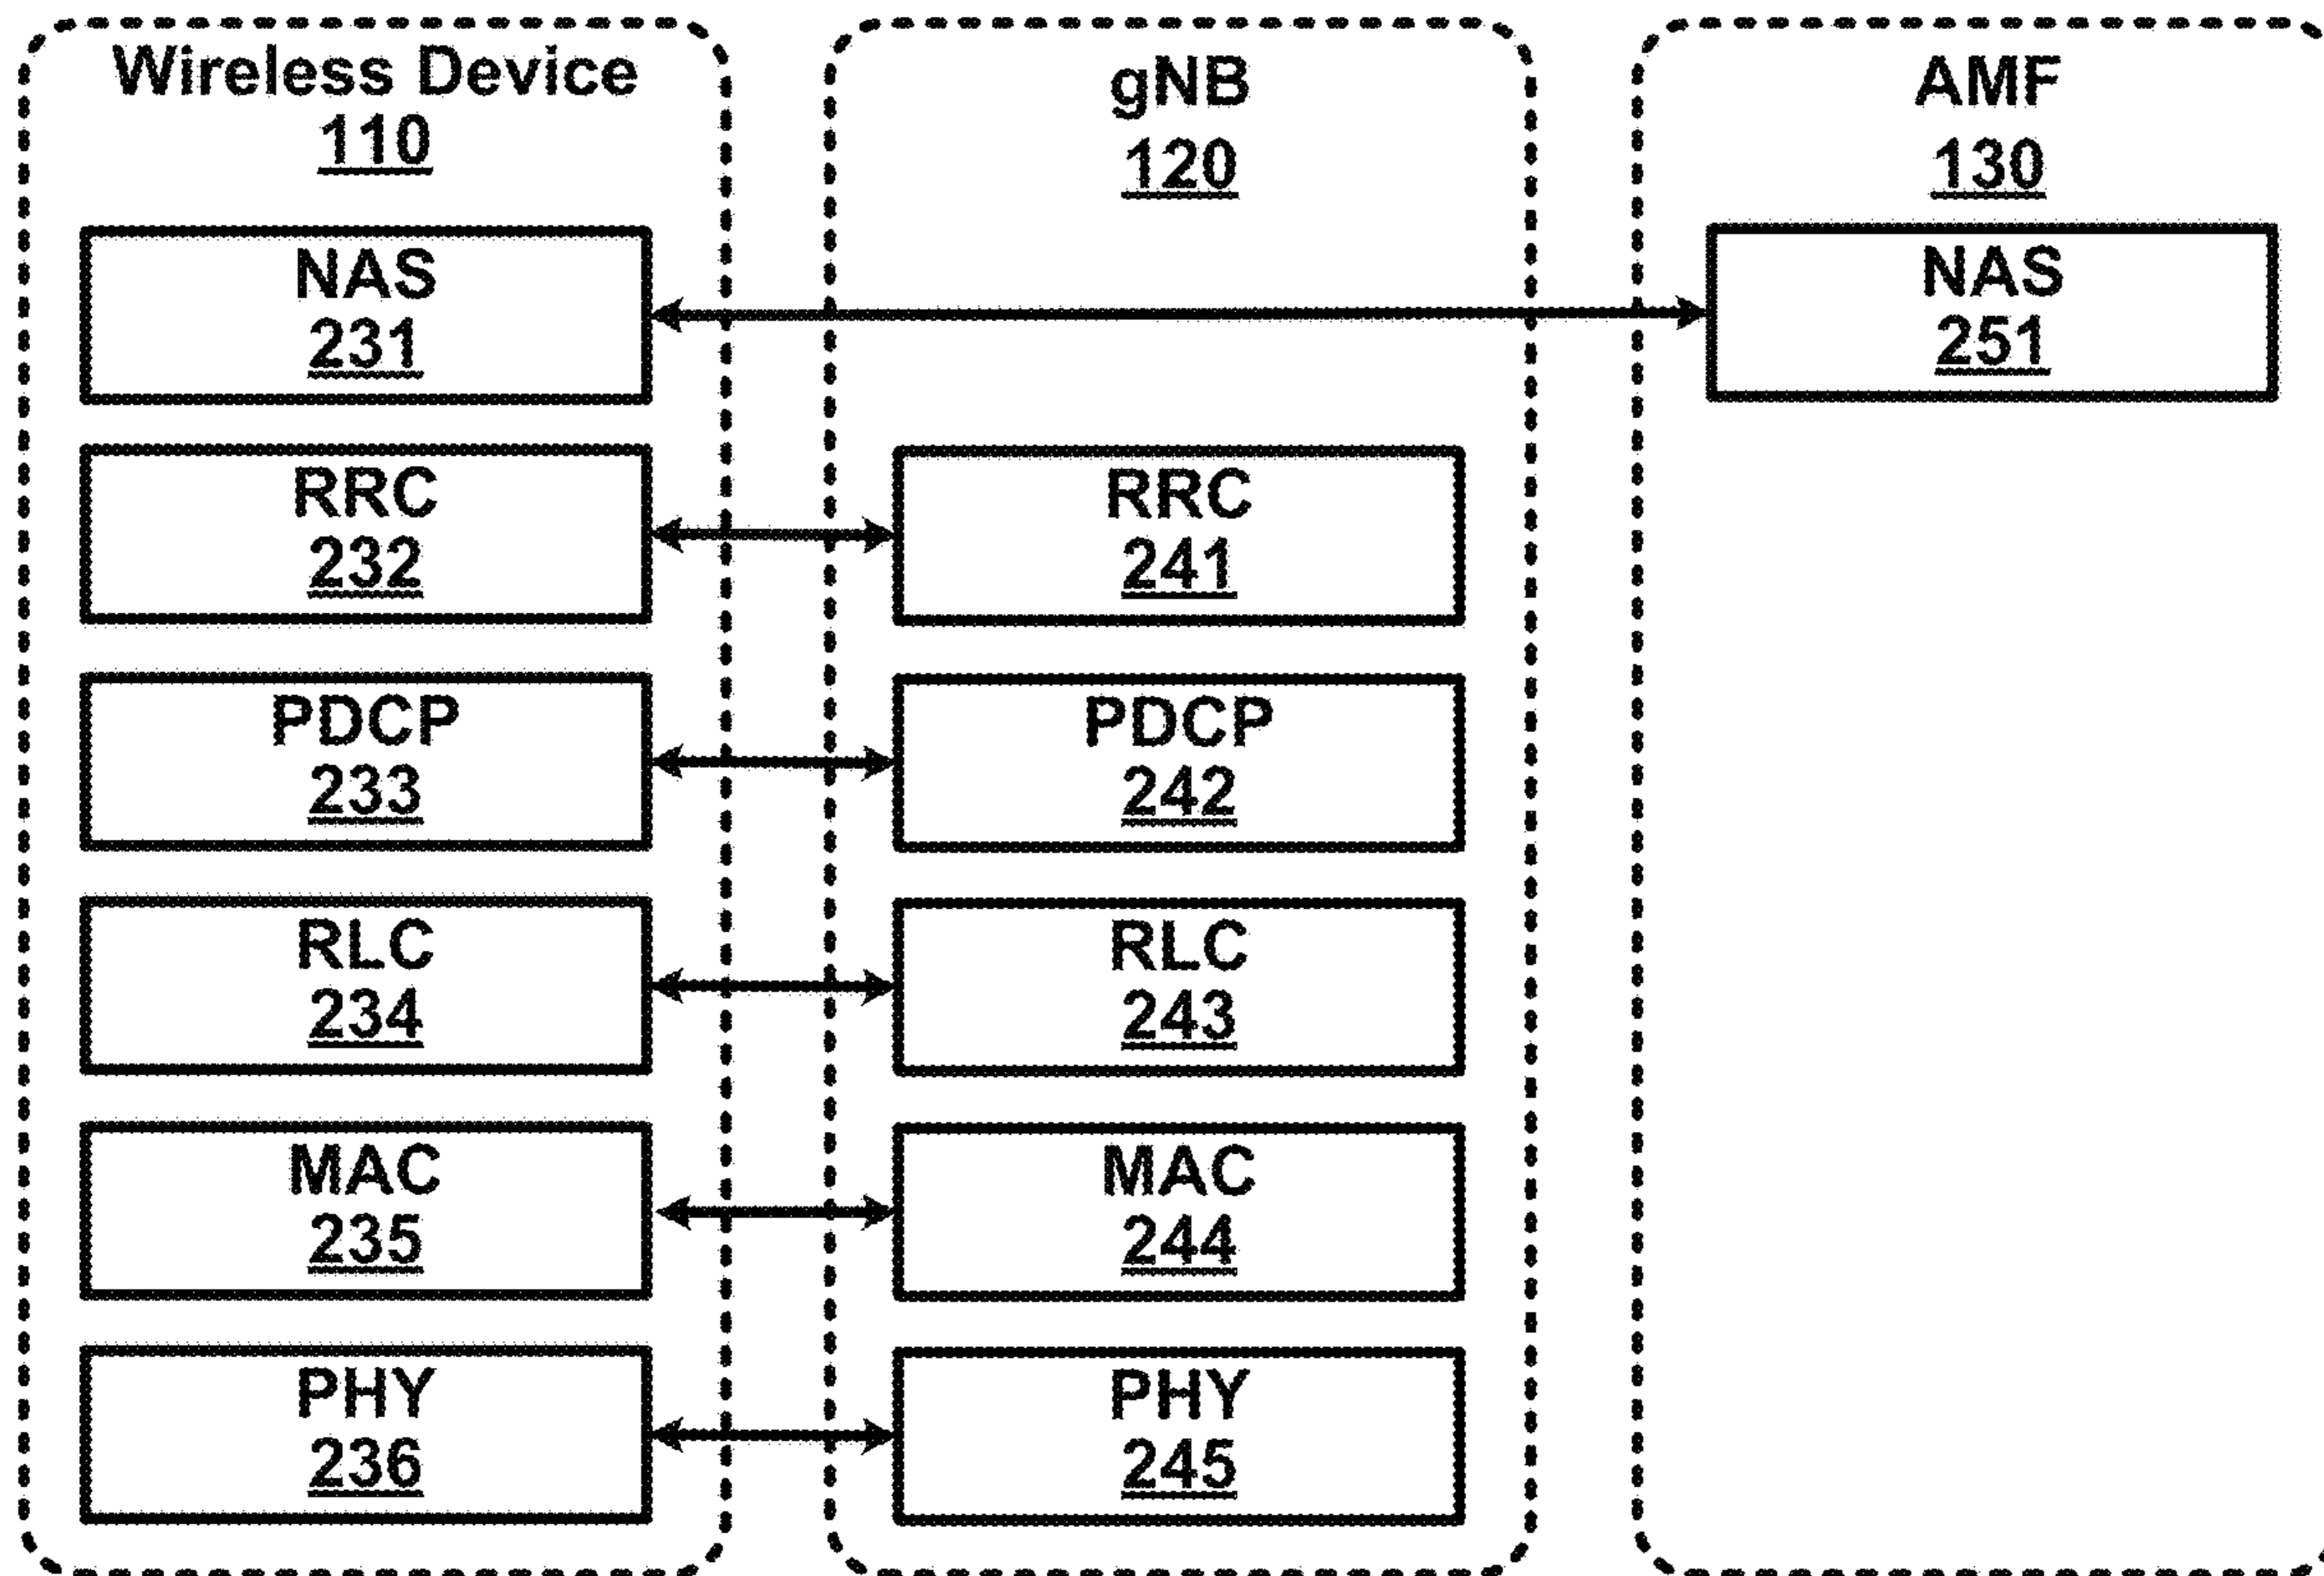 Wireless Device
110
gNB
120
AMF
130
NAS
231
NAS
251
RRC
232
RRC
241
PDCP
233
PDCP
242
RLC
234
RLC
243
MAC
235
MAC
244
PHY
236
PHY
245